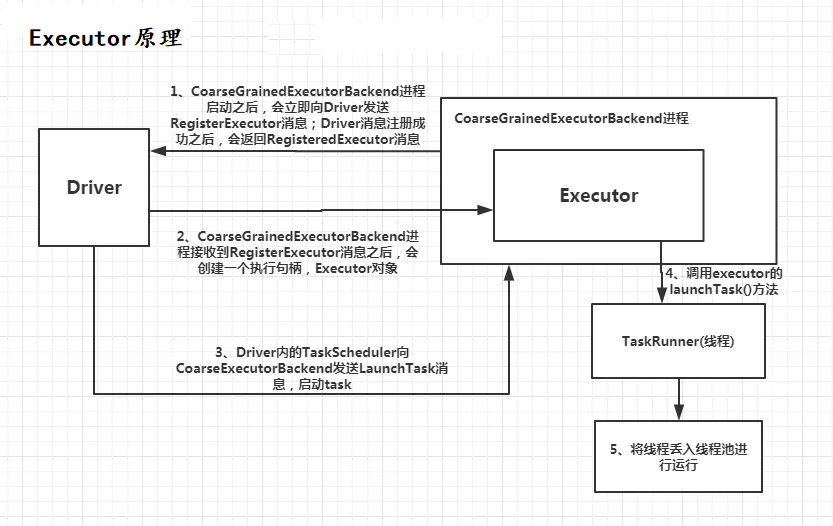 Executor原理
1、CoarseGrainedExecutorBackend进程
启动之后，会立即向Driver发送
RegisterExecutor消息；Driver消息注册成
功之后，会返回RegisteredExecutor消息
CoarseGrainedExecutorBackend进程
Driver
Executor
2、CoarseGrainedExecutorBackend进
程接收到RegisterExecutor消息之后，会
创建一个执行句柄，Executor对象
4、调用executor的
launchTask()方法
TaskRunner(线程)
3、Driver内的TaskScheduler向
CoarseExecutorBackend发送LaunchTask消
息，启动task
5、将线程丢入线程池进
行运行